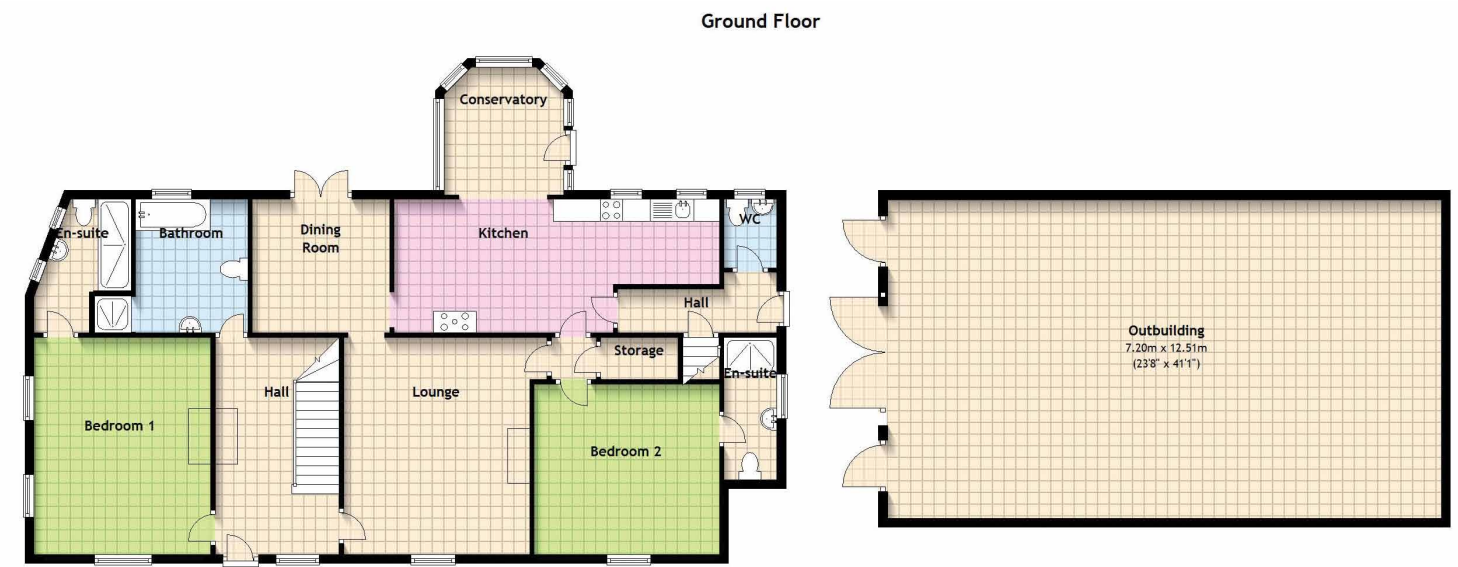 Ground Floor
Conservatory
En-suite
Bathroom
Dining
Room
Kitchen
WC
Hall
Outbuilding
7.20m x 12.51m
(23'8" x 41'1")
Storage
En-suite
Hall
Lounge
Bedroom 1
Bedroom 2